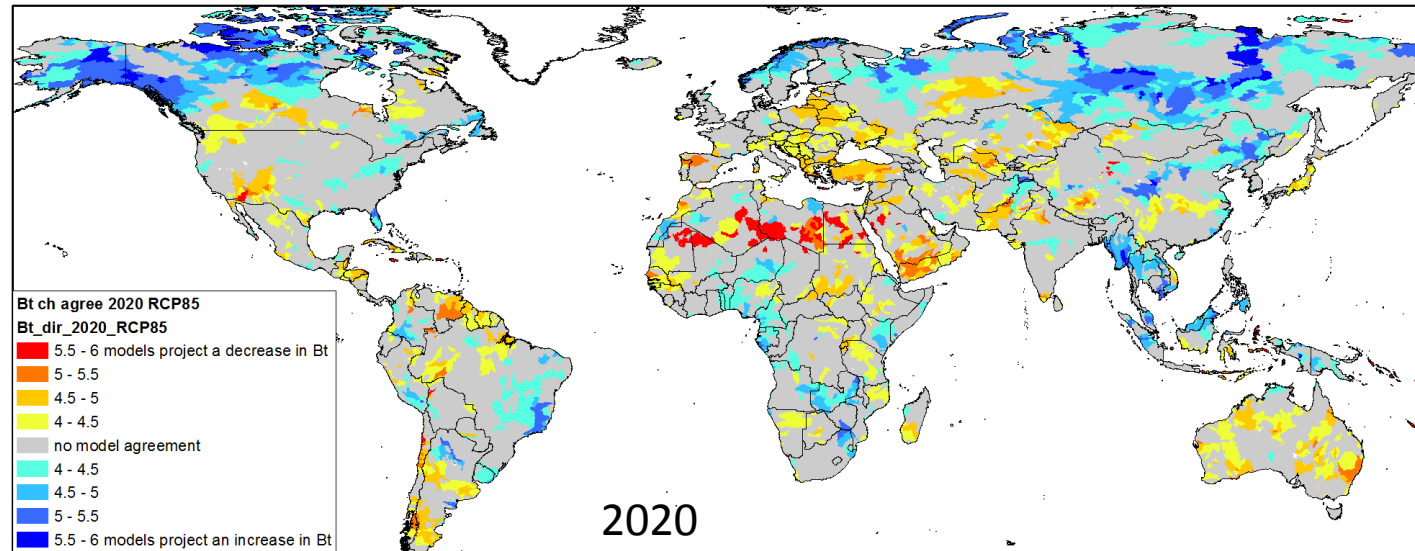 Bt ch agree 2020 RCP85
Bt_dir_2020_RCP85
5.5 - 6 models project a decrease in Bt
5 - 5.5
4.5 - 5
4 - 4.5
no model agreement
4 - 4.5
4.5 - 5
5 - 5.5
5.5 - 6 models project an increase in Bt
2020